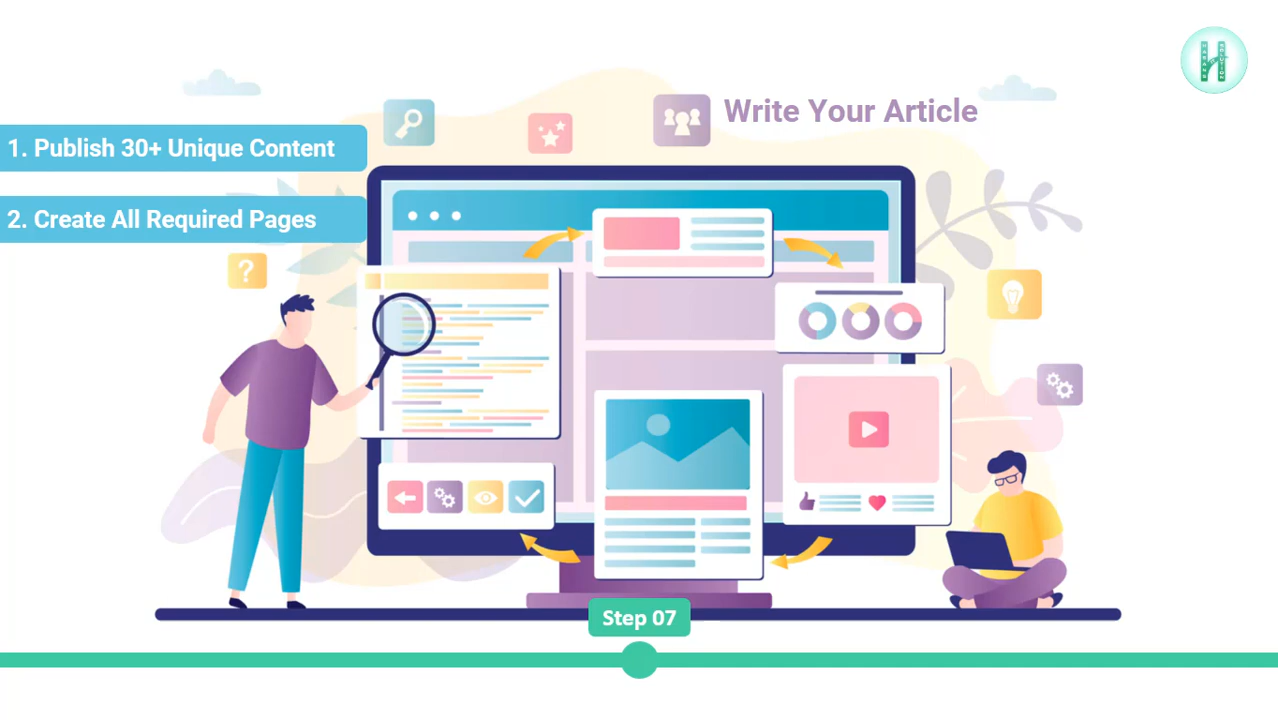 Write Your Article
1. Publish 30+ Unique Content
2. Create All Required Pages
?
Step 07